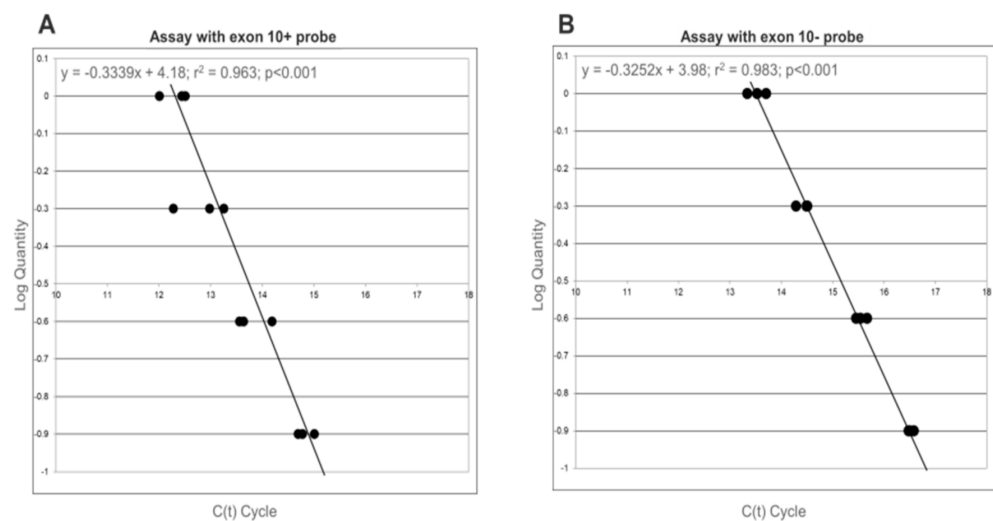 A
Assay with exon 10+ probe
y = -0.3339x + 4.18; r² = 0.963; p<0.001
0.1
0
-0.1
-0.2
-0.3
-0.4
-0.5
10 11 12 13 14 15 16 17 18
-0.6
-0.7
-0.8
-0.9
-1
Log Quantity
C(t) Cycle
B
Assay with exon 10- probe
y = -0.3252x + 3.98; r² = 0.983; p<0.001
0.1
0
-0.1
-0.2
-0.3
-0.4
-0.5
10 11 12 13 14 15 16 17 18
-0.6
-0.7
-0.8
-0.9
-1
Log Quantity
C(t) Cycle